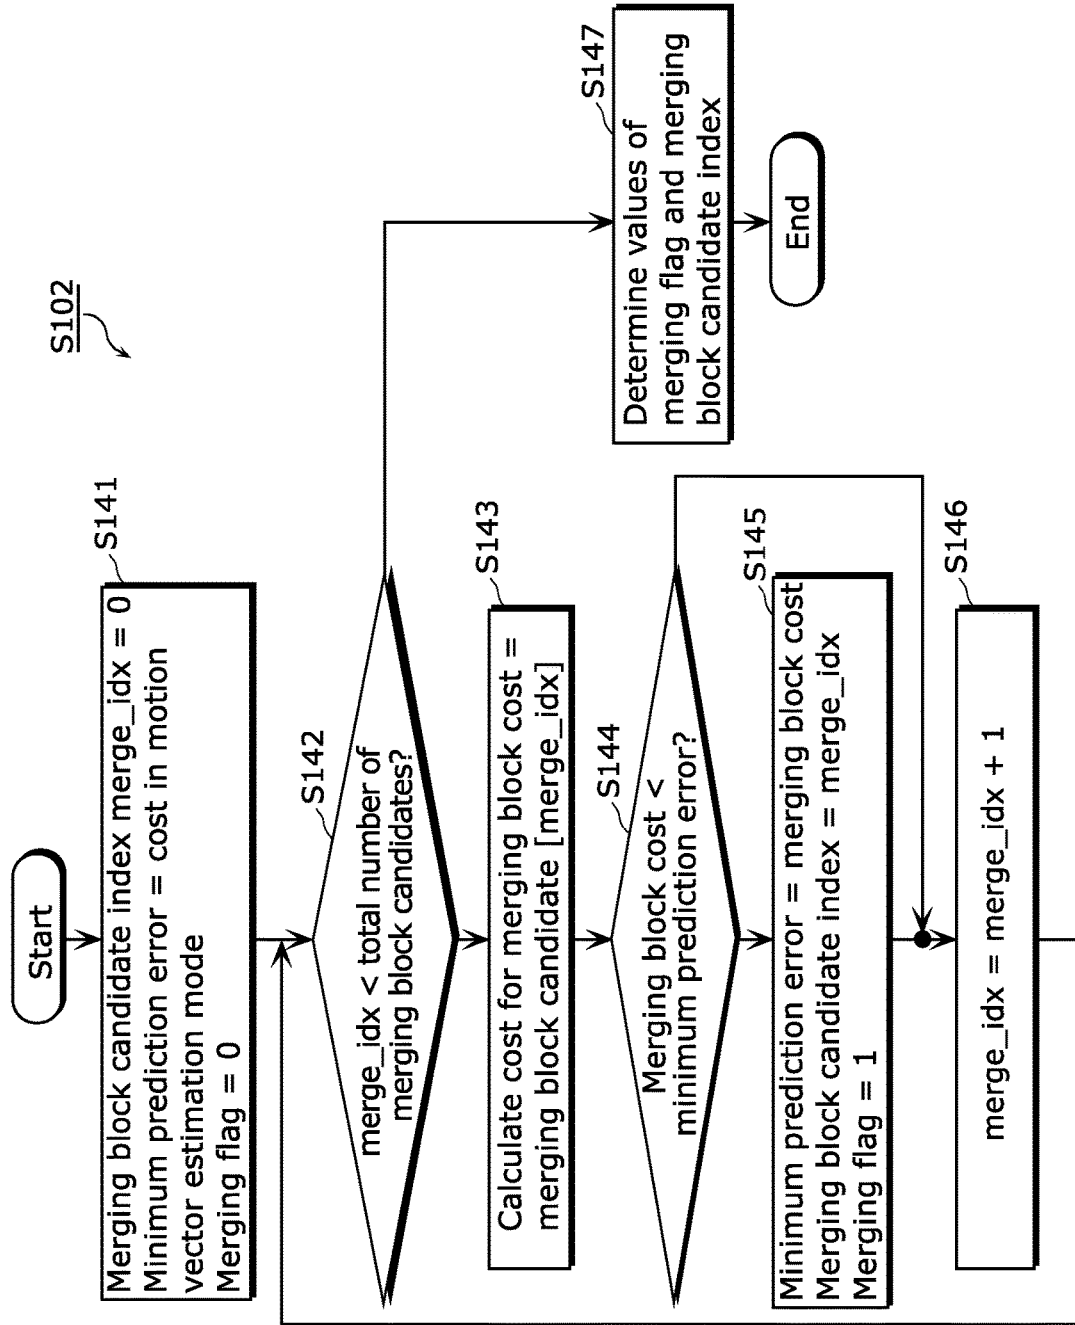 S102
Start
S141
Merging block candidate index merge_idx = 0
Minimum prediction error = cost in motion
vector estimation mode
Merging flag = 0
S142
merge_idx < total number of
merging block candidates?
S143
Calculate cost for merging block cost =
merging block candidate [merge_idx]
S144
Merging block cost <
minimum prediction error?
S145
Minimum prediction error = merging block cost
Merging block candidate index = merge_idx
Merging flag = 1
S146
merge_idx = merge_idx + 1
S147
Determine values of
merging flag and merging
block candidate index
End